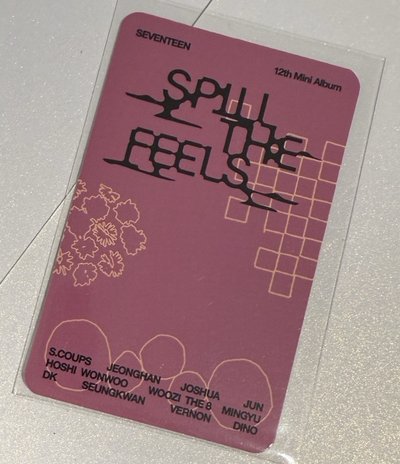 SEVENTEEN
12th Mini Album
SPILL
THE
FEELS
S.COUPS JEONGHAN JOSHUA JUN
HOSHI WONWOO WOOZI THE 8 MINGYU
DK SEUNGKWAN VERNON DINO